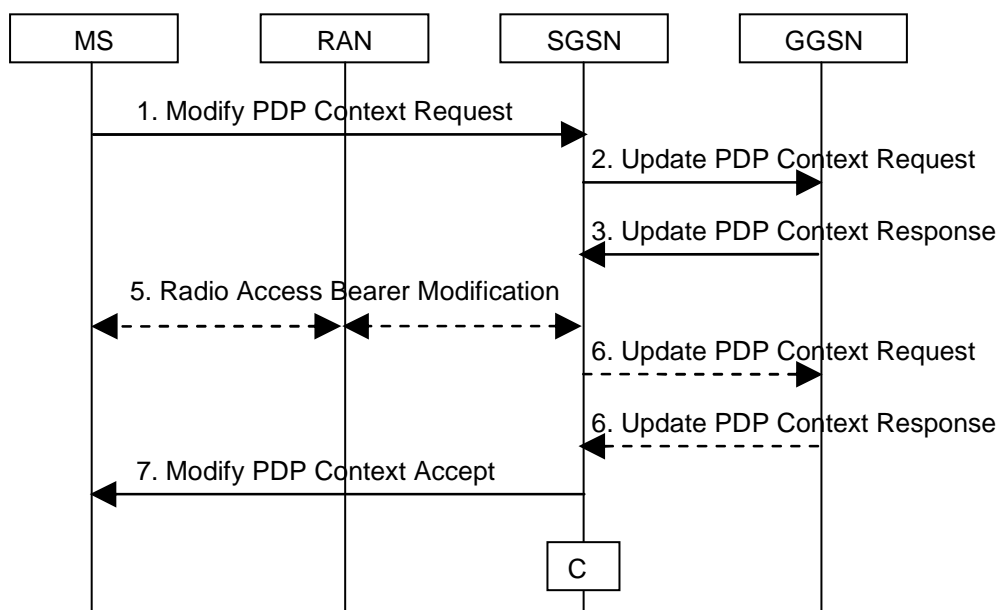 MS
RAN
SGSN
GGSN
1. Modify PDP Context Request
2. Update PDP Context Request
3. Update PDP Context Response
5. Radio Access Bearer Modification
6. Update PDP Context Request
6. Update PDP Context Response
7. Modify PDP Context Accept
C